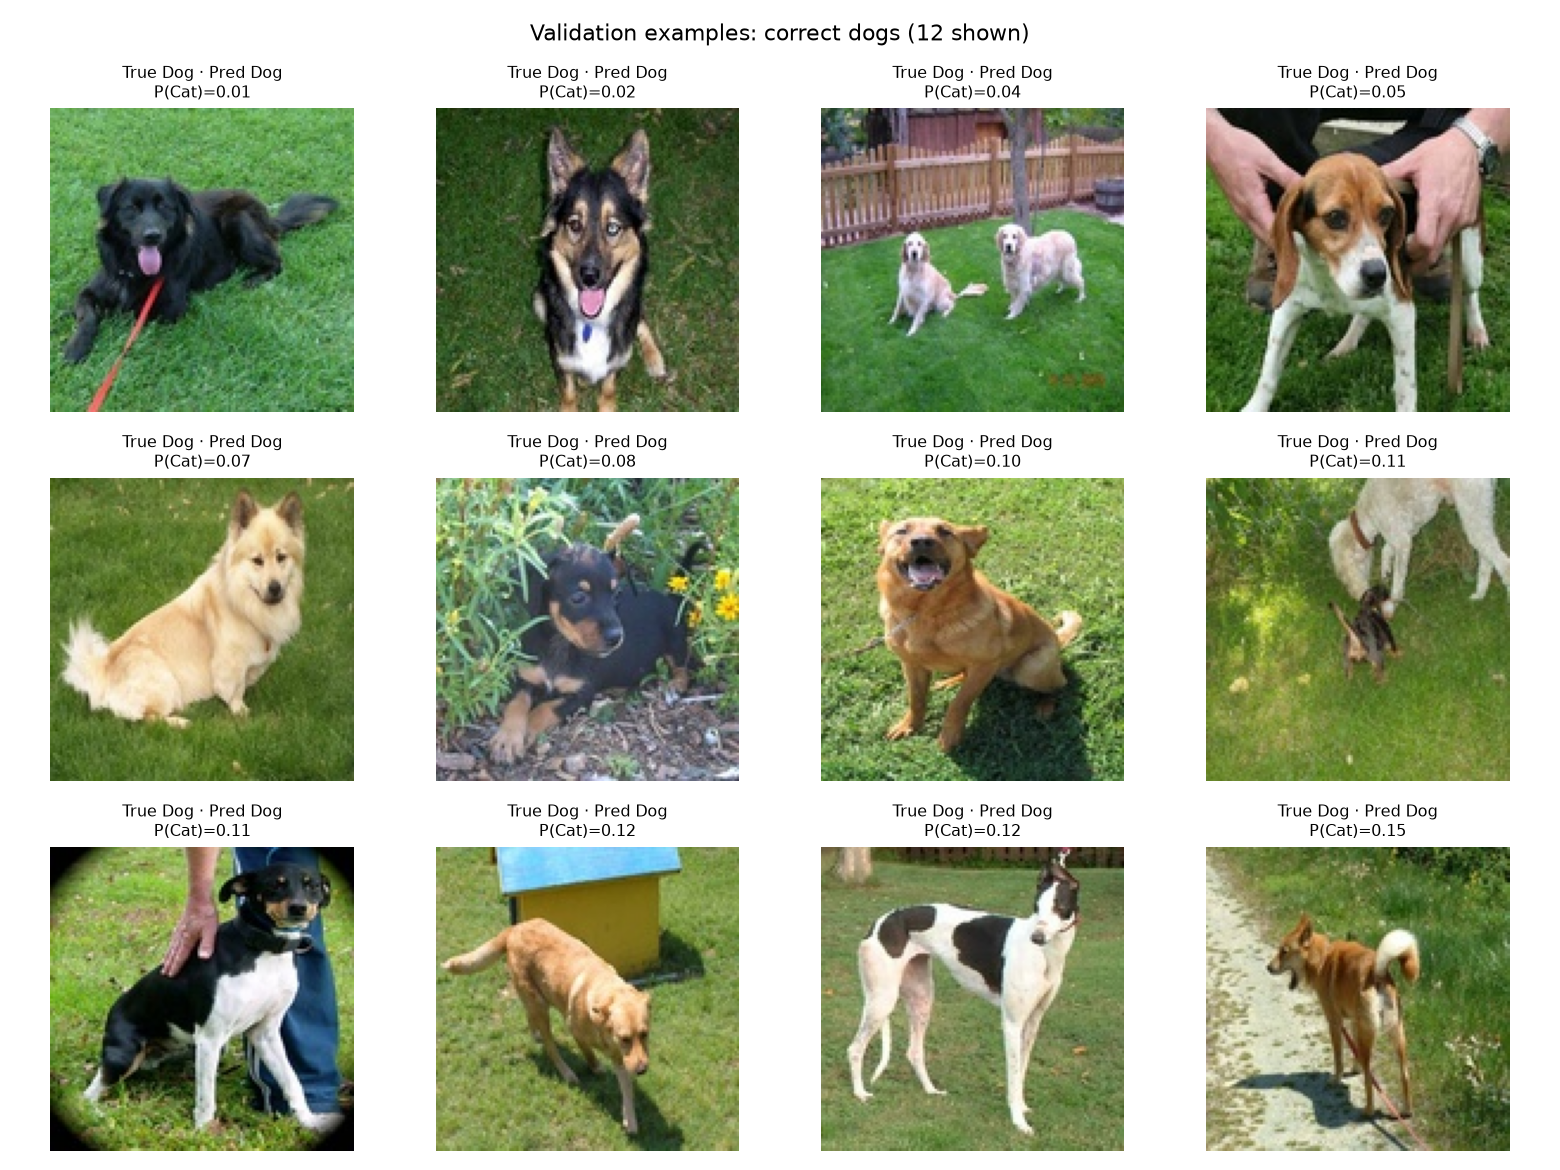 Validation examples: correct dogs (12 shown)
True Dog · Pred Dog
P(Cat)=0.01
True Dog · Pred Dog
P(Cat)=0.02
True Dog · Pred Dog
P(Cat)=0.04
True Dog · Pred Dog
P(Cat)=0.05
True Dog · Pred Dog
P(Cat)=0.07
True Dog · Pred Dog
P(Cat)=0.08
True Dog · Pred Dog
P(Cat)=0.10
True Dog · Pred Dog
P(Cat)=0.11
True Dog · Pred Dog
P(Cat)=0.11
True Dog · Pred Dog
P(Cat)=0.12
True Dog · Pred Dog
P(Cat)=0.12
True Dog · Pred Dog
P(Cat)=0.15